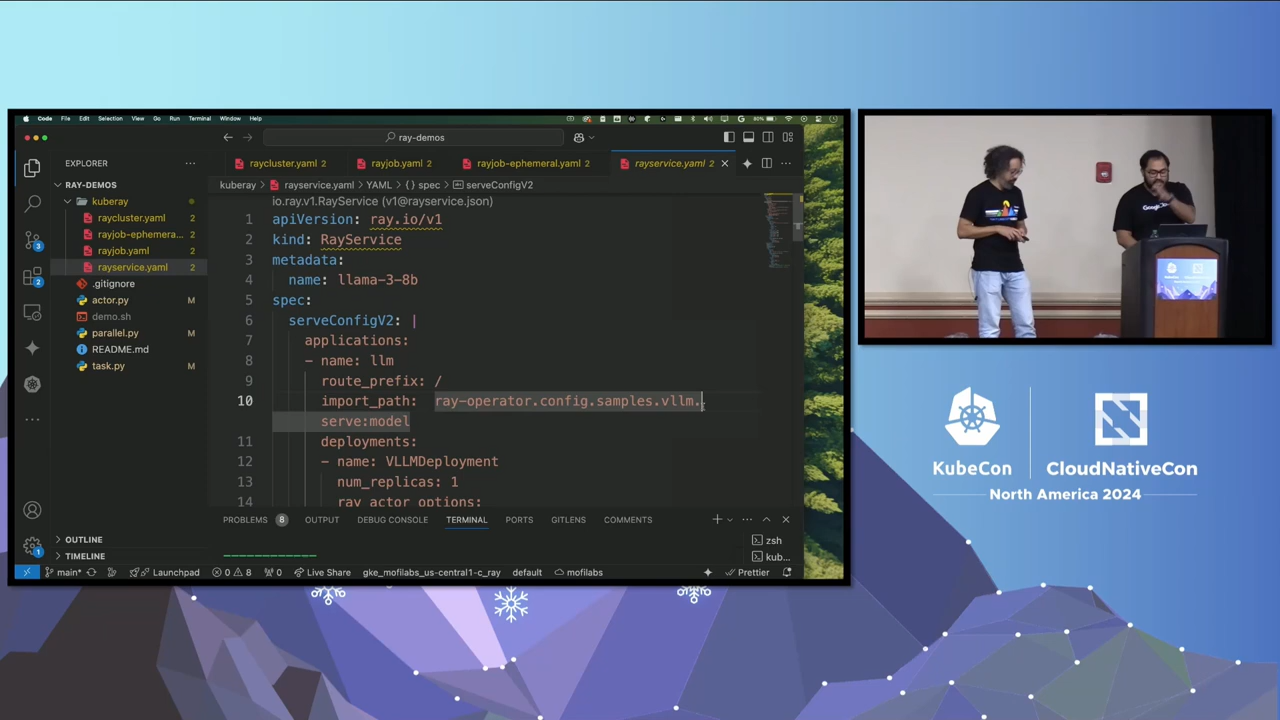 Code File Edit Selection View Go Run Terminal Window Help
ray-demos
EXPLORER
RAY-DEMOS
kuberay
raycluster.yaml 2
rayjob-ephemera... 2
rayjob.yaml 2
rayservice.yaml 2
.gitignore
actor.py M
demo.sh
parallel.py M
README.md
task.py M
OUTLINE
TIMELINE
raycluster.yaml 2 rayjob.yaml 2 rayjob-ephemeral.yaml 2 rayservice.yaml 2
kuberay > rayservice.yaml > YAML > {} spec > serveConfigV2
io.ray.v1.RayService (v1@rayservice.json)
1 apiVersion: ray.io/v1
2 kind: RayService
3 metadata:
4 name: llama-3-8b
5 spec:
6 serveConfigV2: |
7 applications:
8 - name: llm
9 route_prefix: /
10 import_path: ray-operator.config.samples.vllm.
serve:model
11 deployments:
12 - name: VLLMDeployment
13 num_replicas: 1
14 ray_actor_options:
PROBLEMS 8 OUTPUT DEBUG CONSOLE TERMINAL PORTS GITLENS COMMENTS
zsh
kub...
main* Launchpad 0 8 0 Live Share gke_mofilabs_us-central1-c_ray default mofilabs Prettier
KubeCon CloudNativeCon
North America 2024